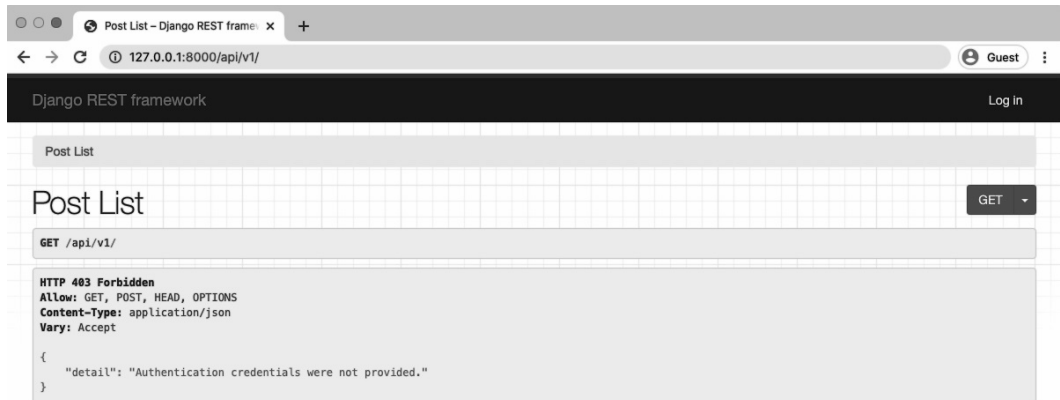 Post List – Django REST framew
127.0.0.1:8000/api/v1/
Guest
Django REST framework
Log in
Post List
Post List
GET
GET /api/v1/
HTTP 403 Forbidden
Allow: GET, POST, HEAD, OPTIONS
Content-Type: application/json
Vary: Accept
{
"detail": "Authentication credentials were not provided."
}